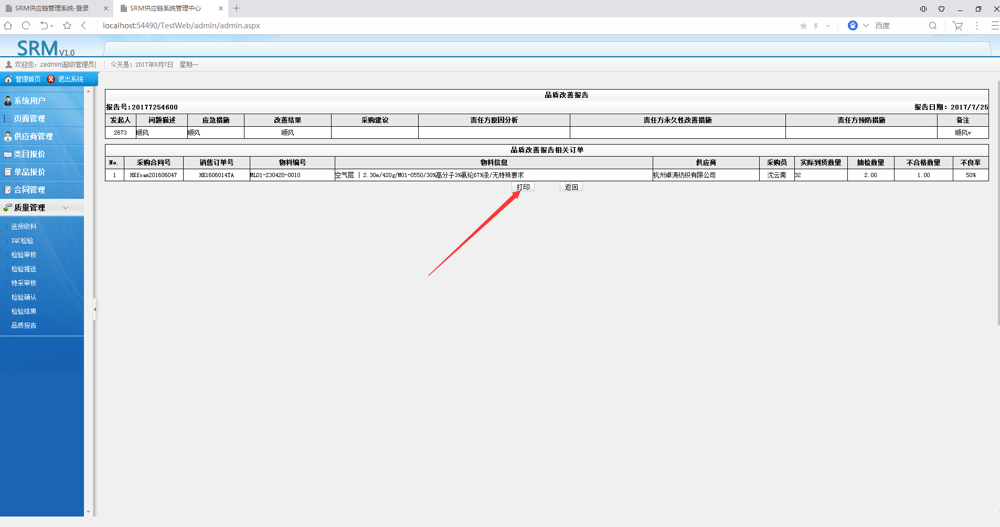 SRM供应链管理系统-登录
SRM供应链系统管理中心
localhost:54490/TestWeb/admin/admin.aspx
百度
SRM V1.0
欢迎您，zadmin[超级管理员]
今天是：2017年8月7日 星期一
管理首页 退出系统
系统用户
页面管理
供应商管理
类目报价
单品报价
合同管理
质量管理
送货收料
IQC检验
检验审核
检验推送
特采审核
检验确认
检验结果
品质报告
品质改善报告
报告号:20177254600 报告日期：2017/7/25
发起人 问题描述 应急措施 改善结果 采购建议 责任方原因分析 责任方永久性改善措施 责任方预防措施 备注
2673 顺风 顺风 顺风 顺风v
品质改善报告相关订单
No. 采购合同号 销售订单号 物料编号 物料信息 供应商 采购员 实际到货数量 抽检数量 不合格数量 不良率
1 HKfoam201606047 HK1606014TA ML01-230420-0010 空气层 | 2.30m/420g/M01-0550/30%高分子3%氨纶67%涤/无特殊要求 杭州卓涛纺织有限公司 沈云南 32 2.00 1.00 50%
打印 返回